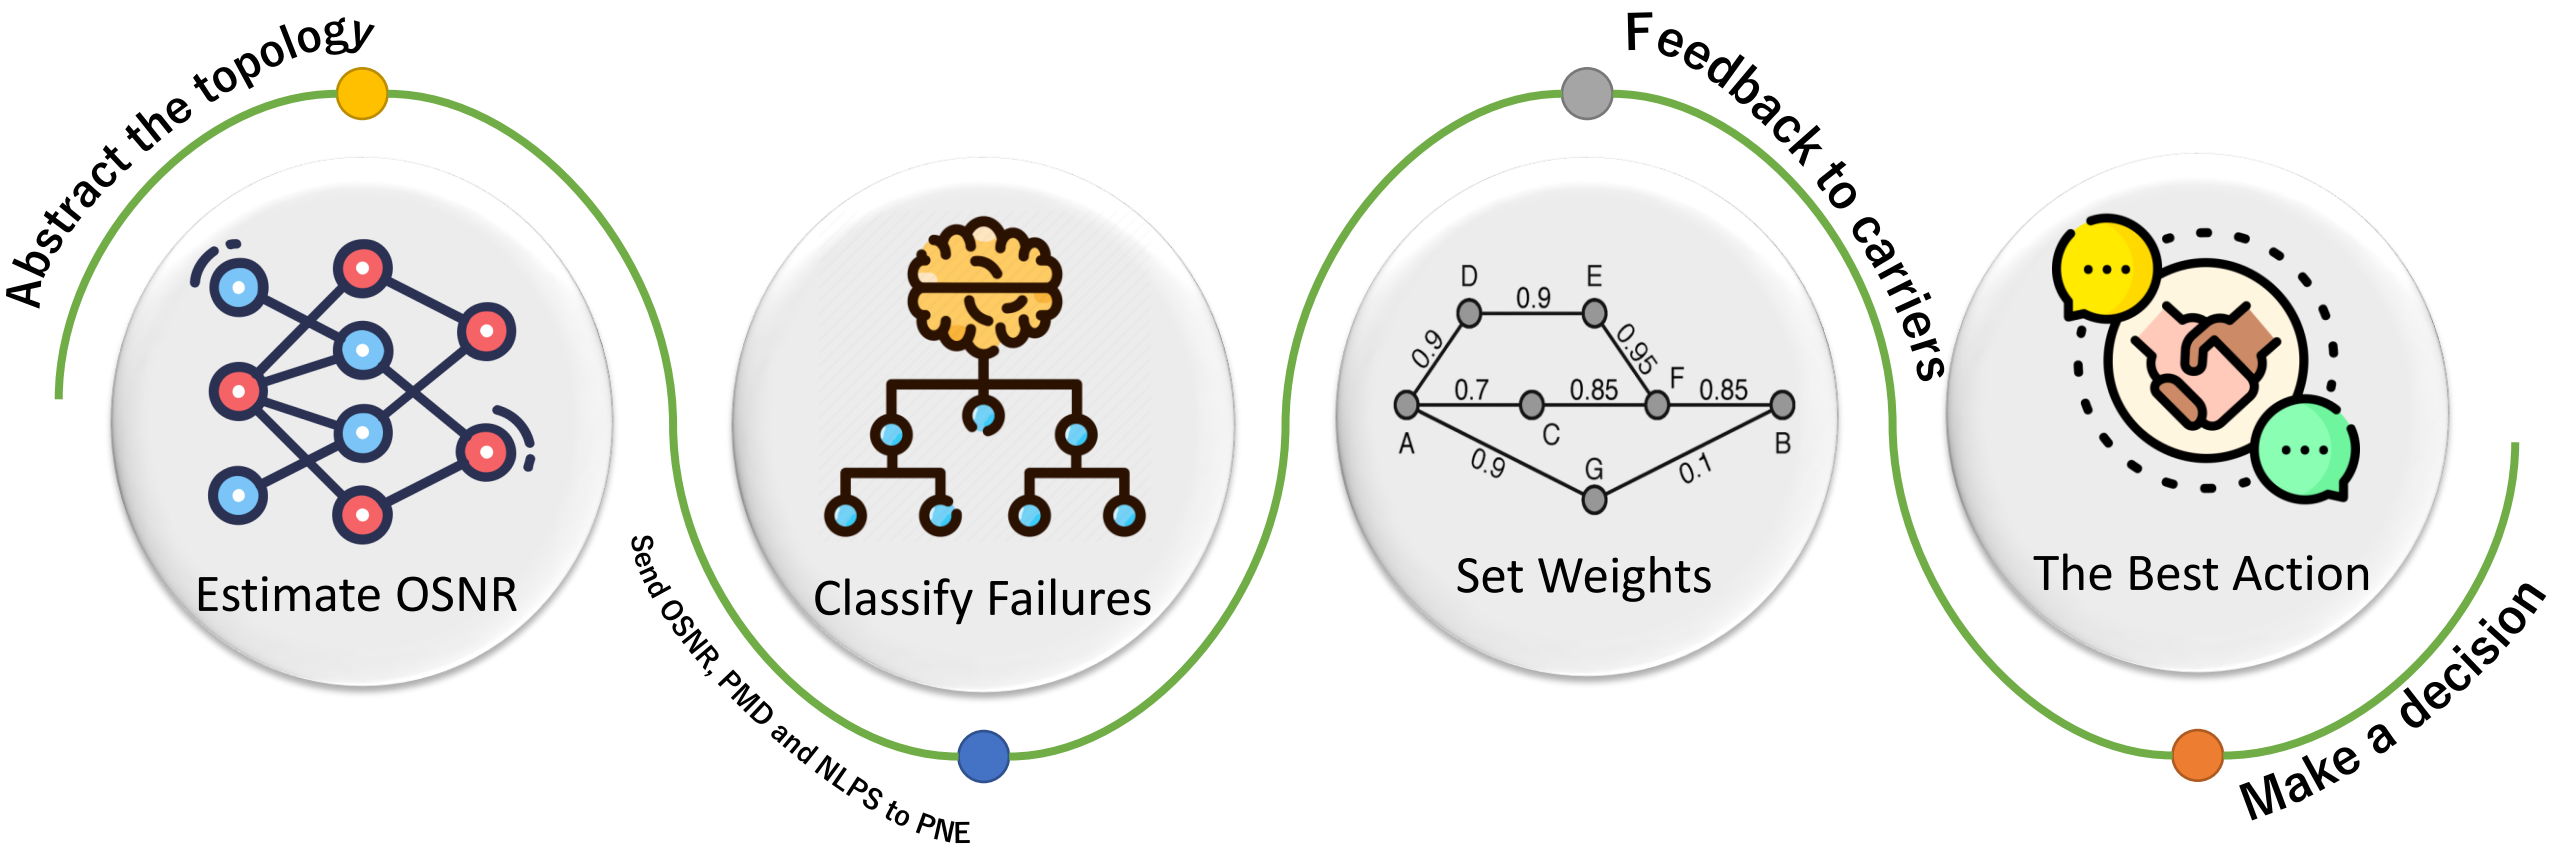 Abstract the topology
Estimate OSNR
Send OSNR, PMD and NLPS to PNE
Classify Failures
D
E
0.9
0.9
0.95
0.7
0.85
F
0.85
A
C
B
0.9
G
0.1
Set Weights
Feedback to carriers
The Best Action
Make a decision